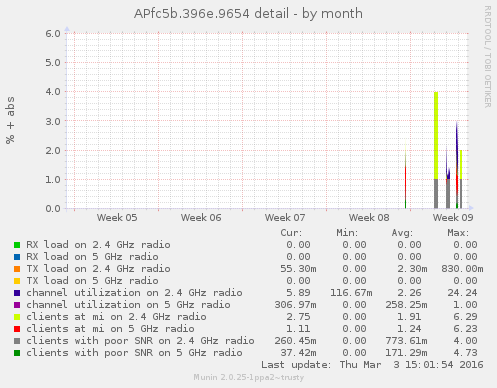 APfc5b.396e.9654 detail - by month
RRDTOOL / TOBI OETIKER
% + abs
6.0
5.0
4.0
3.0
2.0
1.0
0.0
Week 05 Week 06 Week 07 Week 08 Week 09
Cur: Min: Avg: Max:
RX load on 2.4 GHz radio 0.00 0.00 0.00 0.00
RX load on 5 GHz radio 0.00 0.00 0.00 0.00
TX load on 2.4 GHz radio 55.30m 0.00 2.30m 830.00m
TX load on 5 GHz radio 0.00 0.00 0.00 0.00
channel utilization on 2.4 GHz radio 5.89 116.67m 2.26 24.24
channel utilization on 5 GHz radio 306.97m 0.00 258.25m 1.00
clients at mi on 2.4 GHz radio 2.75 0.00 1.91 6.29
clients at mi on 5 GHz radio 1.11 0.00 1.24 6.23
clients with poor SNR on 2.4 GHz radio 260.45m 0.00 773.61m 4.00
clients with poor SNR on 5 GHz radio 37.42m 0.00 171.29m 4.73
Last update: Thu Mar 3 15:01:54 2016
Munin 2.0.25-1ppa2~trusty